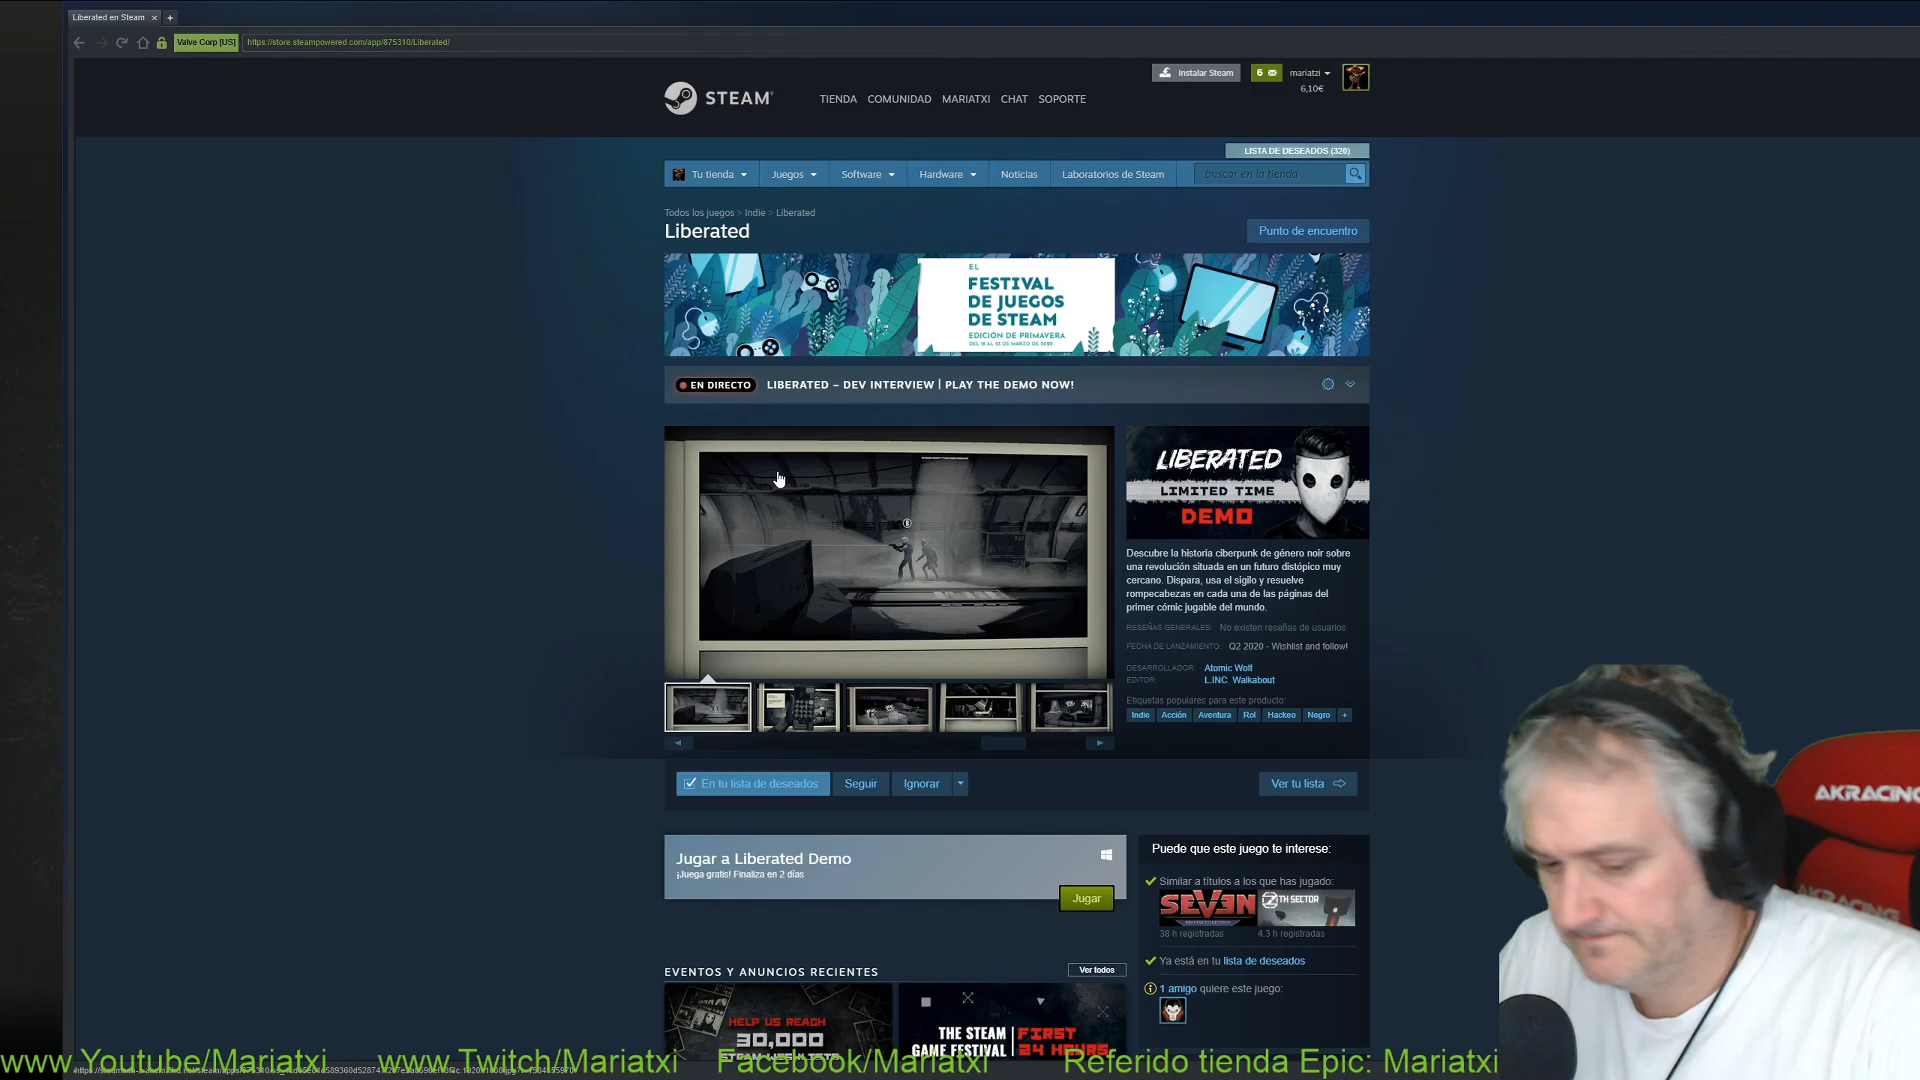 Liberated en Steam
Valve Corp [US] https://store.steampowered.com/app/875310/Liberated/
Instalar Steam 6 mariatzi
6,10€
STEAM TIENDA COMUNIDAD MARIATXI CHAT SOPORTE
LISTA DE DESEADOS (320)
Tu tienda Juegos Software Hardware Noticias Laboratorios de Steam buscar en la tienda
Todos los juegos > Indie > Liberated
Liberated
Punto de encuentro
EL
FESTIVAL
DE JUEGOS
DE STEAM
EDICIÓN DE PRIMAVERA
EN DIRECTO LIBERATED – DEV INTERVIEW | PLAY THE DEMO NOW!
LIBERATED
LIMITED TIME
DEMO
Descubre la historia ciberpunk de género noir sobre
una revolución situada en un futuro distópico muy
cercano. Dispara, usa el sigilo y resuelve
rompecabezas en cada una de las páginas del
primer cómic jugable del mundo.
RESEÑAS GENERALES: No existen reseñas de usuarios
FECHA DE LANZAMIENTO: Q2 2020 - Wishlist and follow!
DESARROLLADOR: Atomic Wolf
EDITOR: L.INC, Walkabout
Etiquetas populares para este producto:
Indie Acción Aventura Rol Hackeo Negro +
En tu lista de deseados Seguir Ignorar Ver tu lista
Jugar a Liberated Demo
¡Juega gratis! Finaliza en 2 días
Jugar
Puede que este juego te interese:
Similar a títulos a los que has jugado:
SEVEN 7TH SECTOR
38 h registradas 4.3 h registradas
Ya está en tu lista de deseados
1 amigo quiere este juego:
EVENTOS Y ANUNCIOS RECIENTES Ver todos
HELP US REACH
30,000
STEAM WISHLISTS
THE STEAM
GAME FESTIVAL
FIRST
24 HOURS
AKRACING
AKRACING
www.Youtube/Mariatxi www.Twitch/Mariatxi Facebook/Mariatxi Referido tienda Epic: Mariatxi